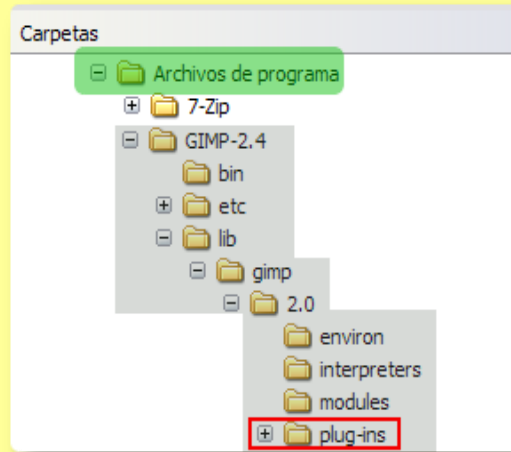 Carpetas
Archivos de programa
7-Zip
GIMP-2.4
bin
etc
lib
gimp
2.0
environ
interpreters
modules
plug-ins